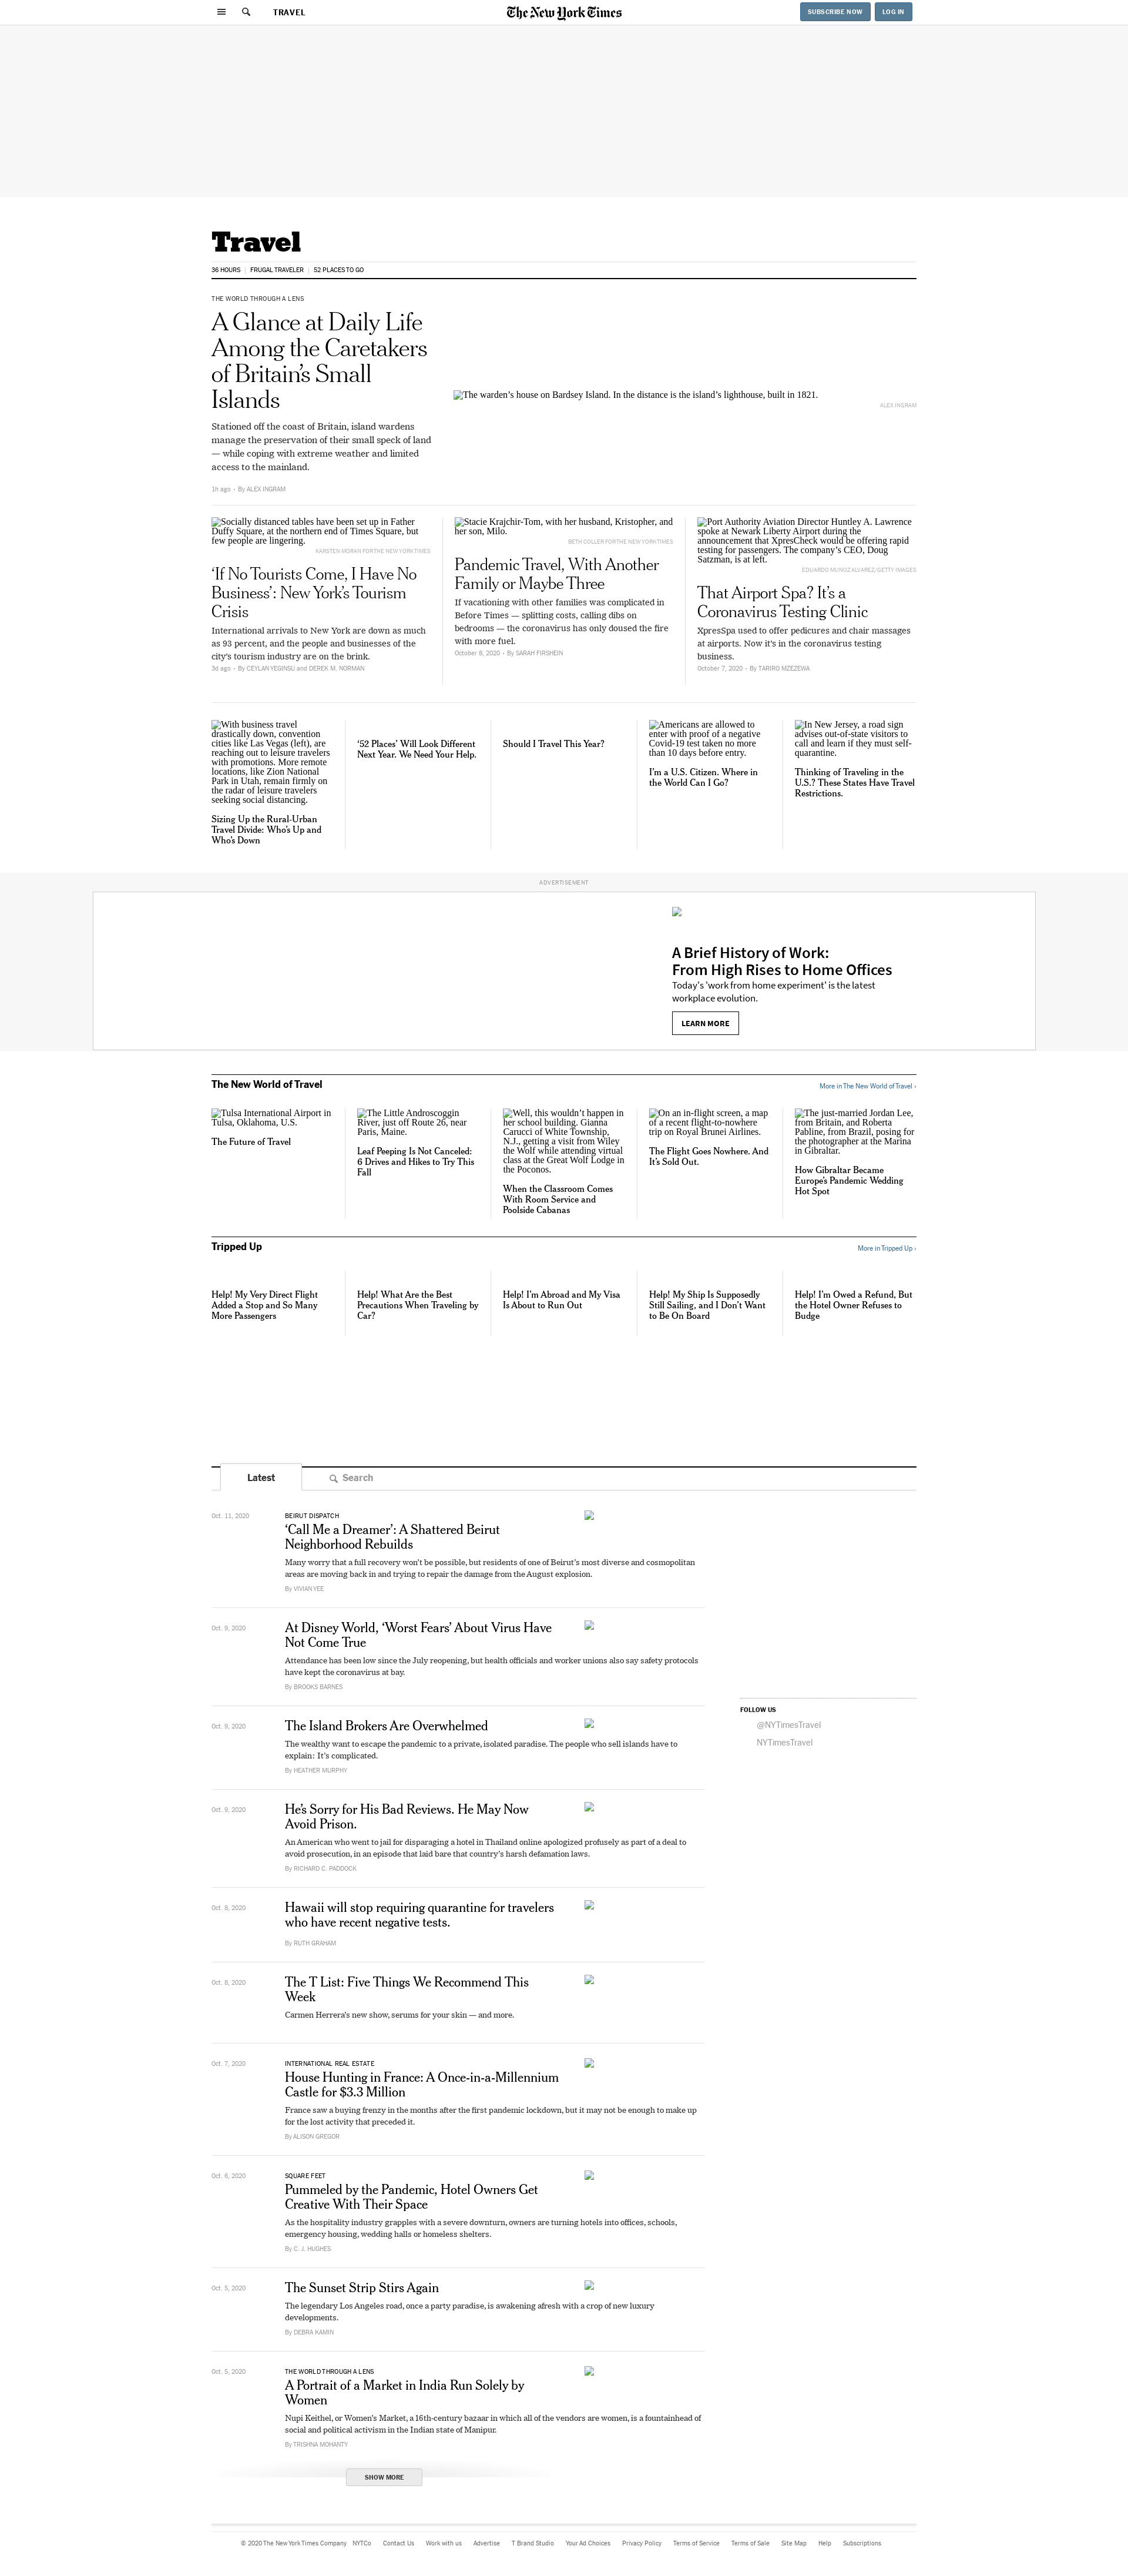 TRAVEL
The New York Times
SUBSCRIBE NOW
LOG IN
Travel
36 HOURS
FRUGAL TRAVELER
52 PLACES TO GO
THE WORLD THROUGH A LENS
A Glance at Daily Life
Among the Caretakers
of Britain’s Small
Islands
Stationed off the coast of Britain, island wardens
manage the preservation of their small speck of land
— while coping with extreme weather and limited
access to the mainland.
1h ago • By ALEX INGRAM
The warden’s house on Bardsey Island. In the distance is the island’s lighthouse, built in 1821.
ALEX INGRAM
Socially distanced tables have been set up in Father
Duffy Square, at the northern end of Times Square, but
few people are lingering.
KARSTEN MORAN FOR THE NEW YORK TIMES
‘If No Tourists Come, I Have No
Business’: New York’s Tourism
Crisis
International arrivals to New York are down as much
as 93 percent, and the people and businesses of the
city’s tourism industry are on the brink.
3d ago • By CEYLAN YEGINSU and DEREK M. NORMAN
Stacie Krajchir-Tom, with her husband, Kristopher, and
her son, Milo.
BETH COLLER FOR THE NEW YORK TIMES
Pandemic Travel, With Another
Family or Maybe Three
If vacationing with other families was complicated in
Before Times — splitting costs, calling dibs on
bedrooms — the coronavirus has only doused the fire
with more fuel.
October 8, 2020 • By SARAH FIRSHEIN
Port Authority Aviation Director Huntley A. Lawrence
spoke at Newark Liberty Airport during the
announcement that XpresCheck would be offering rapid
testing for passengers. The company’s CEO, Doug
Satzman, is at left.
EDUARDO MUNOZ ALVAREZ/GETTY IMAGES
That Airport Spa? It’s a
Coronavirus Testing Clinic
XpresSpa used to offer pedicures and chair massages
at airports. Now it’s in the coronavirus testing
business.
October 7, 2020 • By TARIRO MZEZEWA
With business travel
drastically down, convention
cities like Las Vegas (left), are
reaching out to leisure travelers
with promotions. More remote
locations, like Zion National
Park in Utah, remain firmly on
the radar of leisure travelers
seeking social distancing.
Sizing Up the Rural-Urban
Travel Divide: Who’s Up and
Who’s Down
‘52 Places’ Will Look Different
Next Year. We Need Your Help.
Should I Travel This Year?
Americans are allowed to
enter with proof of a negative
Covid-19 test taken no more
than 10 days before entry.
I’m a U.S. Citizen. Where in
the World Can I Go?
In New Jersey, a road sign
advises out-of-state visitors to
call and learn if they must self-
quarantine.
Thinking of Traveling in the
U.S.? These States Have Travel
Restrictions.
ADVERTISEMENT
A Brief History of Work:
From High Rises to Home Offices
Today's 'work from home experiment' is the latest
workplace evolution.
LEARN MORE
The New World of Travel
More in The New World of Travel ›
Tulsa International Airport in
Tulsa, Oklahoma, U.S.
The Future of Travel
The Little Androscoggin
River, just off Route 26, near
Paris, Maine.
Leaf Peeping Is Not Canceled:
6 Drives and Hikes to Try This
Fall
Well, this wouldn’t happen in
her school building. Gianna
Carucci of White Township,
N.J., getting a visit from Wiley
the Wolf while attending virtual
class at the Great Wolf Lodge in
the Poconos.
When the Classroom Comes
With Room Service and
Poolside Cabanas
On an in-flight screen, a map
of a recent flight-to-nowhere
trip on Royal Brunei Airlines.
The Flight Goes Nowhere. And
It’s Sold Out.
The just-married Jordan Lee,
from Britain, and Roberta
Pabline, from Brazil, posing for
the photographer at the Marina
in Gibraltar.
How Gibraltar Became
Europe’s Pandemic Wedding
Hot Spot
Tripped Up
More in Tripped Up ›
Help! My Very Direct Flight
Added a Stop and So Many
More Passengers
Help! What Are the Best
Precautions When Traveling by
Car?
Help! I’m Abroad and My Visa
Is About to Run Out
Help! My Ship Is Supposedly
Still Sailing, and I Don’t Want
to Be On Board
Help! I’m Owed a Refund, But
the Hotel Owner Refuses to
Budge
Latest
Search
Oct. 11, 2020
BEIRUT DISPATCH
‘Call Me a Dreamer’: A Shattered Beirut
Neighborhood Rebuilds
Many worry that a full recovery won’t be possible, but residents of one of Beirut’s most diverse and cosmopolitan
areas are moving back in and trying to repair the damage from the August explosion.
By VIVIAN YEE
Oct. 9, 2020
At Disney World, ‘Worst Fears’ About Virus Have
Not Come True
Attendance has been low since the July reopening, but health officials and worker unions also say safety protocols
have kept the coronavirus at bay.
By BROOKS BARNES
FOLLOW US
@NYTimesTravel
NYTimesTravel
Oct. 9, 2020
The Island Brokers Are Overwhelmed
The wealthy want to escape the pandemic to a private, isolated paradise. The people who sell islands have to
explain: It’s complicated.
By HEATHER MURPHY
Oct. 9, 2020
He’s Sorry for His Bad Reviews. He May Now
Avoid Prison.
An American who went to jail for disparaging a hotel in Thailand online apologized profusely as part of a deal to
avoid prosecution, in an episode that laid bare that country’s harsh defamation laws.
By RICHARD C. PADDOCK
Oct. 8, 2020
Hawaii will stop requiring quarantine for travelers
who have recent negative tests.
By RUTH GRAHAM
Oct. 8, 2020
The T List: Five Things We Recommend This
Week
Carmen Herrera’s new show, serums for your skin — and more.
Oct. 7, 2020
INTERNATIONAL REAL ESTATE
House Hunting in France: A Once-in-a-Millennium
Castle for $3.3 Million
France saw a buying frenzy in the months after the first pandemic lockdown, but it may not be enough to make up
for the lost activity that preceded it.
By ALISON GREGOR
Oct. 6, 2020
SQUARE FEET
Pummeled by the Pandemic, Hotel Owners Get
Creative With Their Space
As the hospitality industry grapples with a severe downturn, owners are turning hotels into offices, schools,
emergency housing, wedding halls or homeless shelters.
By C. J. HUGHES
Oct. 5, 2020
The Sunset Strip Stirs Again
The legendary Los Angeles road, once a party paradise, is awakening afresh with a crop of new luxury
developments.
By DEBRA KAMIN
Oct. 5, 2020
THE WORLD THROUGH A LENS
A Portrait of a Market in India Run Solely by
Women
Nupi Keithel, or Women’s Market, a 16th-century bazaar in which all of the vendors are women, is a fountainhead of
social and political activism in the Indian state of Manipur.
By TRISHNA MOHANTY
SHOW MORE
© 2020 The New York Times Company NYTCo Contact Us Work with us Advertise T Brand Studio Your Ad Choices Privacy Policy Terms of Service Terms of Sale Site Map Help Subscriptions